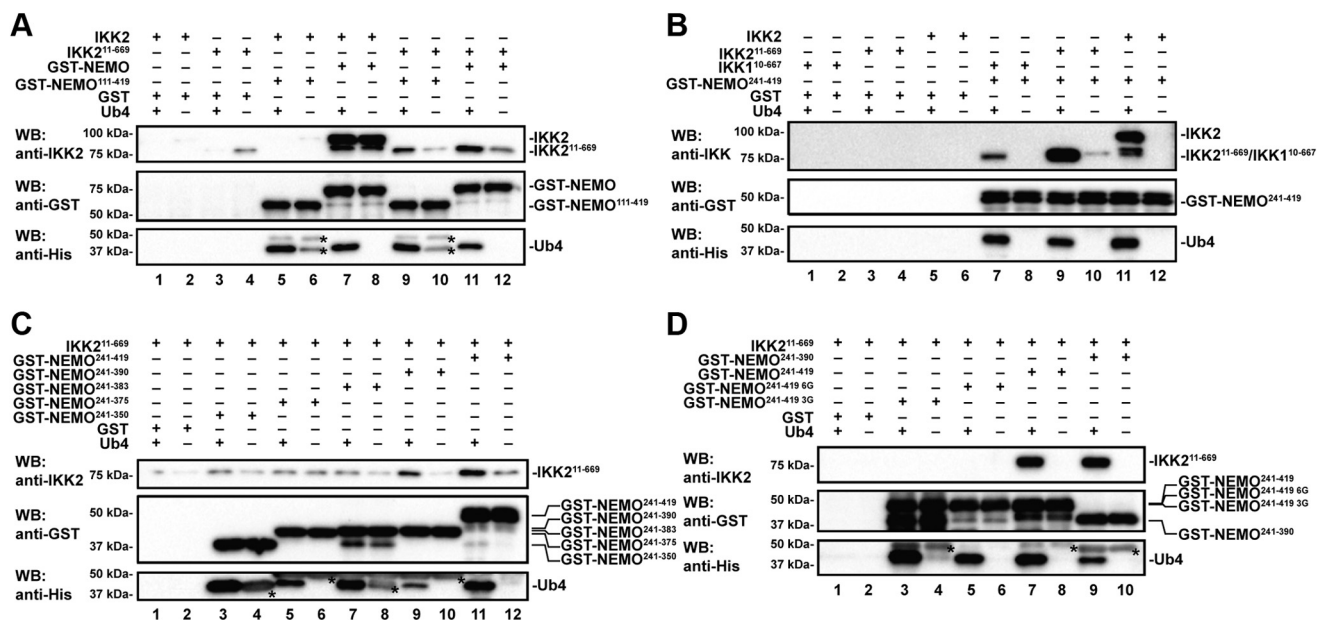 A
IKK2 + + – – + + + + – – – –
IKK2¹¹⁻⁶⁶⁹ – – + + – – – – + + + +
GST-NEMO – – – – – – + + – – + +
GST-NEMO¹¹¹⁻⁴¹⁹ – – – – + + – – + + – –
GST + + + + – – – – – – – –
Ub4 + – + – + – + – + – + –
WB: anti-IKK2
100 kDa-
75 kDa-
-IKK2
-IKK2¹¹⁻⁶⁶⁹
WB: anti-GST
75 kDa-
50 kDa-
-GST-NEMO
-GST-NEMO¹¹¹⁻⁴¹⁹
WB: anti-His
50 kDa-
37 kDa-
* * * *
-Ub4
1 2 3 4 5 6 7 8 9 10 11 12
B
IKK2 – – – – + + – – – – + –
IKK2¹¹⁻⁶⁶⁹ – – + + – – – – + – – –
IKK1¹⁰⁻⁶⁶⁷ + + – – – – + – – – – –
GST-NEMO²⁴¹⁻⁴¹⁹ – – – – – – + + + + + +
GST + + + + + + – – – – – –
Ub4 + – + – + – + – + – + –
WB: anti-IKK
100 kDa-
75 kDa-
-IKK2
-IKK2¹¹⁻⁶⁶⁹/IKK1¹⁰⁻⁶⁶⁷
WB: anti-GST
50 kDa-
-GST-NEMO²⁴¹⁻⁴¹⁹
WB: anti-His
50 kDa-
37 kDa-
-Ub4
1 2 3 4 5 6 7 8 9 10 11 12
C
IKK2¹¹⁻⁶⁶⁹ + + + + + + + + + + + +
GST-NEMO²⁴¹⁻⁴¹⁹ – – – – – – – – – – + +
GST-NEMO²⁴¹⁻³⁹⁰ – – – – – – – – + + – –
GST-NEMO²⁴¹⁻³⁸³ – – – – – – + + – – – –
GST-NEMO²⁴¹⁻³⁷⁵ – – – – + + – – – – – –
GST-NEMO²⁴¹⁻³⁵⁰ – – + + – – – – – – – –
GST + + – – – – – – – – – –
Ub4 + – + – + – + – + – + –
WB: anti-IKK2
75 kDa-
-IKK2¹¹⁻⁶⁶⁹
WB: anti-GST
50 kDa-
37 kDa-
GST-NEMO²⁴¹⁻⁴¹⁹
GST-NEMO²⁴¹⁻³⁹⁰
GST-NEMO²⁴¹⁻³⁸³
GST-NEMO²⁴¹⁻³⁷⁵
GST-NEMO²⁴¹⁻³⁵⁰
WB: anti-His
50 kDa-
37 kDa-
* * * *
-Ub4
1 2 3 4 5 6 7 8 9 10 11 12
D
IKK2¹¹⁻⁶⁶⁹ + + + + + + + + + +
GST-NEMO²⁴¹⁻³⁹⁰ – – – – – – – – + +
GST-NEMO²⁴¹⁻⁴¹⁹ – – – – – – + + – –
GST-NEMO²⁴¹⁻⁴¹⁹ ⁶ᴳ – – – – + + – – – –
GST-NEMO²⁴¹⁻⁴¹⁹ ³ᴳ – – + + – – – – – –
GST + + – – – – – – – –
Ub4 + – + – + – + – + –
WB: anti-IKK2
75 kDa-
-IKK2¹¹⁻⁶⁶⁹
WB: anti-GST
50 kDa-
37 kDa-
GST-NEMO²⁴¹⁻⁴¹⁹
GST-NEMO²⁴¹⁻⁴¹⁹ ⁶ᴳ
GST-NEMO²⁴¹⁻⁴¹⁹ ³ᴳ
GST-NEMO²⁴¹⁻³⁹⁰
WB: anti-His
50 kDa-
37 kDa-
* * *
-Ub4
1 2 3 4 5 6 7 8 9 10